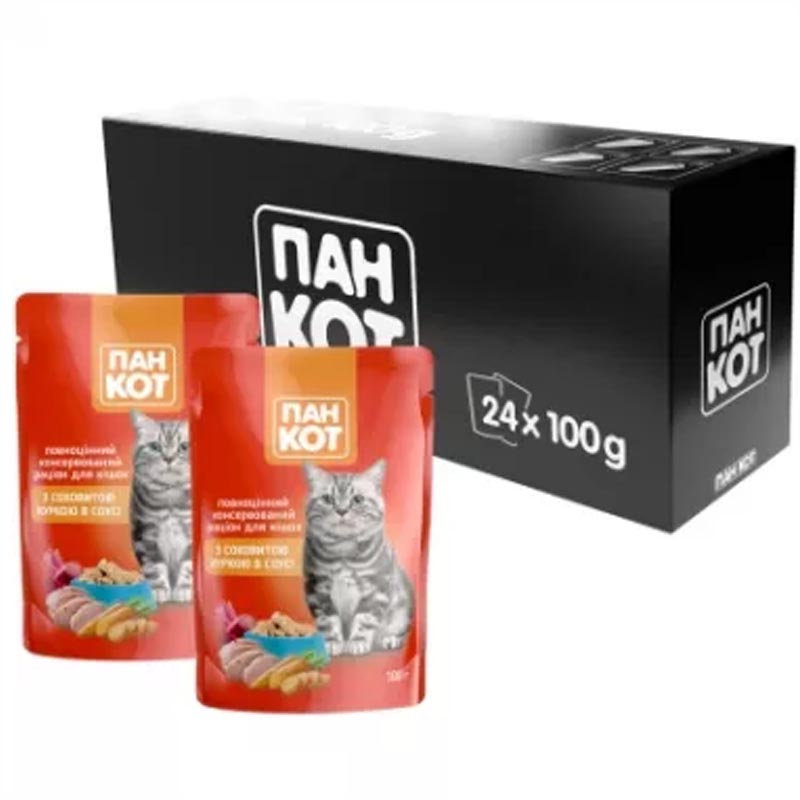 ПАН
КОТ
24 x 100 g
ПАН
КОТ
ПАН КОТ
ПАН
КОТ
повноцінний
консервований
раціон для кішок
З СОКОВИТОЮ
КУРКОЮ В СОУСІ
ПАН
КОТ
повноцінний
консервований
раціон для кішок
З СОКОВИТОЮ
КУРКОЮ В СОУСІ
100 г